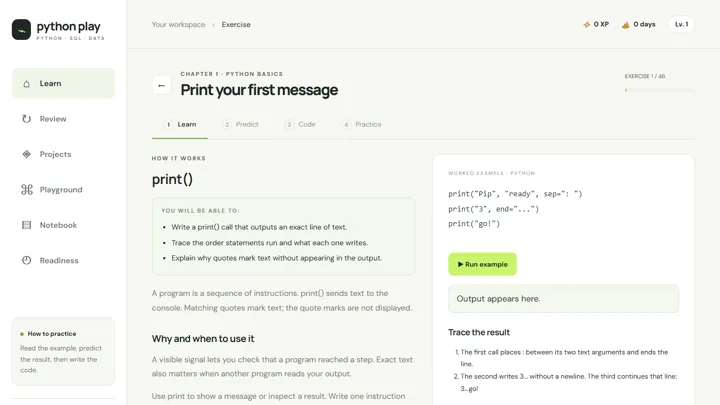 python play
PYTHON · SQL · DATA
Learn
Review
Projects
Playground
Notebook
Readiness
How to practice
Read the example, predict
the result, then write the
code.
Your workspace › Exercise
0 XP
0 days
Lv. 1
←
CHAPTER 1 · PYTHON BASICS
Print your first message
EXERCISE 1 / 46
1 Learn
2 Predict
3 Code
4 Practice
HOW IT WORKS
print()
YOU WILL BE ABLE TO:
• Write a print() call that outputs an exact line of text.
• Trace the order statements run and what each one writes.
• Explain why quotes mark text without appearing in the output.
A program is a sequence of instructions. print() sends text to the
console. Matching quotes mark text; the quote marks are not displayed.
Why and when to use it
A visible signal lets you check that a program reached a step. Exact text
also matters when another program reads your output.
Use print to show a message or inspect a result. Write one instruction
WORKED EXAMPLE · PYTHON
print("Pip", "ready", sep=": ")
print("3", end="...")
print("go!")
▶ Run example
Output appears here.
Trace the result
1. The first call places : between its two text arguments and ends the
line.
2. The second writes 3... without a newline. The third continues that line:
3...go!